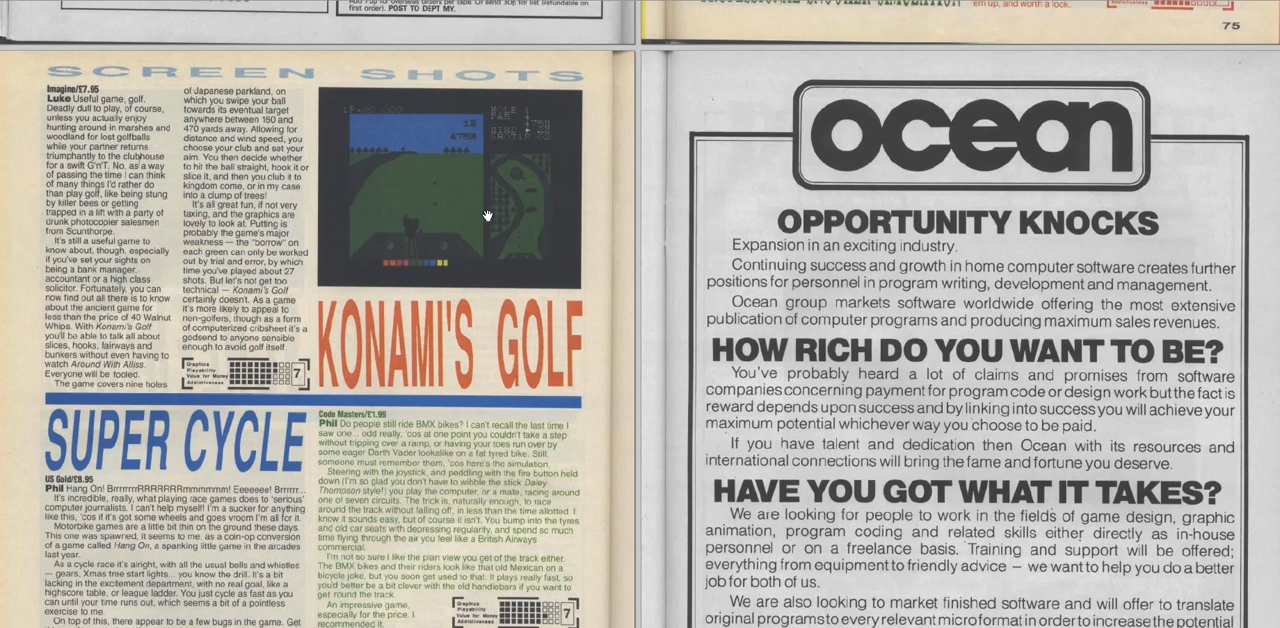 first order). POST TO DEPT MY.
'em up, and worth a look.
75
SCREEN SHOTS
Imagine/£7.95
Luke Useful game, golf.
Deadly dull to play, of course,
unless you actually enjoy
hunting around in marshes and
woodland for lost golfballs
while your partner returns
triumphantly to the clubhouse
for a swift G'n'T. No, as a way
of passing the time I can think
of many things I'd rather do
than play golf, like being stung
by killer bees or getting
trapped in a lift with a party of
drunk photocopier salesmen
from Scunthorpe.
It's still a useful game to
know about, though, especially
if you've set your sights on
being a bank manager,
accountant or a high class
solicitor. Fortunately, you can
now find out all there is to know
about the ancient game for
less than the price of 40 Walnut
Whips. With Konami's Golf
you'll be able to talk all about
slices, hooks, fairways and
bunkers without even having to
watch Around With Alliss.
Everyone will be fooled.
The game covers nine holes
of Japanese parkland, on
which you swipe your ball
towards its eventual target
anywhere between 160 and
470 yards away. Allowing for
distance and wind speed, you
choose your club and set your
aim. You then decide whether
to hit the ball straight, hook it or
slice it, and then you club it to
kingdom come, or in my case
into a clump of trees!
It's all great fun, if not very
taxing, and the graphics are
lovely to look at. Putting is
probably the game's major
weakness — the "borrow" on
each green can only be worked
out by trial and error, by which
time you've played about 27
shots. But let's not get too
technical — Konami's Golf
certainly doesn't. As a game
it's more likely to appeal to
non-golfers, though as a form
of computerized cribsheet it's a
godsend to anyone sensible
enough to avoid golf itself.
Graphics
Playability
Value for Money
Addictiveness
7
KONAMI'S GOLF
SUPER CYCLE
US Gold/£8.95
Phil Hang On! BrrrrrrrRRRRRRRmmmmmm! Eeeeeee! Brrrrr...
It's incredible, really, what playing race games does to 'serious'
computer journalists. I can't help myself! I'm a sucker for anything
like this, 'cos if it's got some wheels and goes vroom I'm all for it.
Motorbike games are a little bit thin on the ground these days.
This one was spawned, it seems to me, as a coin-op conversion
of a game called Hang On, a spanking little game in the arcades
last year.
As a cycle race it's alright, with all the usual bells and whistles
— gears, Xmas tree start lights... you know the drill. It's a bit
lacking in the excitement department, with no real goal, like a
highscore table, or league ladder. You just cycle as fast as you
can until your time runs out, which seems a bit of a pointless
exercise to me.
On top of this, there appear to be a few bugs in the game. Get
Code Masters/£1.99
Phil Do people still ride BMX bikes? I can't recall the last time I
saw one... odd really, 'cos at one point you couldn't take a step
without tripping over a ramp, or having your toes run over by
some eager Darth Vader lookalike on a fat tyred bike. Still,
someone must remember them, 'cos here's the simulation.
Steering with the joystick, and peddling with the fire button held
down (I'm so glad you don't have to wibble the stick Daley
Thompson style!) you play the computer, or a mate, racing around
one of seven circuits. The trick is, naturally enough, to race
around the track without falling off, in less than the time allotted. I
know it sounds easy, but of course it isn't. You bump into the tyres
and old car seats with depressing regularity, and spend so much
time flying through the air you feel like a British Airways
commercial.
I'm not so sure I like the plan view you get of the track either.
The BMX bikes and their riders look like that old Mexican on a
bicycle joke, but you soon get used to that. It plays really fast, so
you'd better be a bit clever with the old handlebars if you want to
get round the track.
An impressive game,
especially for the price. I
recommended it.
Graphics
Playability
Value for Money
Addictiveness
7
ocean
OPPORTUNITY KNOCKS
Expansion in an exciting industry.
Continuing success and growth in home computer software creates further
positions for personnel in program writing, development and management.
Ocean group markets software worldwide offering the most extensive
publication of computer programs and producing maximum sales revenues.
HOW RICH DO YOU WANT TO BE?
You've probably heard a lot of claims and promises from software
companies concerning payment for program code or design work but the fact is
reward depends upon success and by linking into success you will achieve your
maximum potential whichever way you choose to be paid.
If you have talent and dedication then Ocean with its resources and
international connections will bring the fame and fortune you deserve.
HAVE YOU GOT WHAT IT TAKES?
We are looking for people to work in the fields of game design, graphic
animation, program coding and related skills either directly as in-house
personnel or on a freelance basis. Training and support will be offered;
everything from equipment to friendly advice — we want to help you do a better
job for both of us.
We are also looking to market finished software and will offer to translate
original programs to every relevant micro format in order to increase the potential